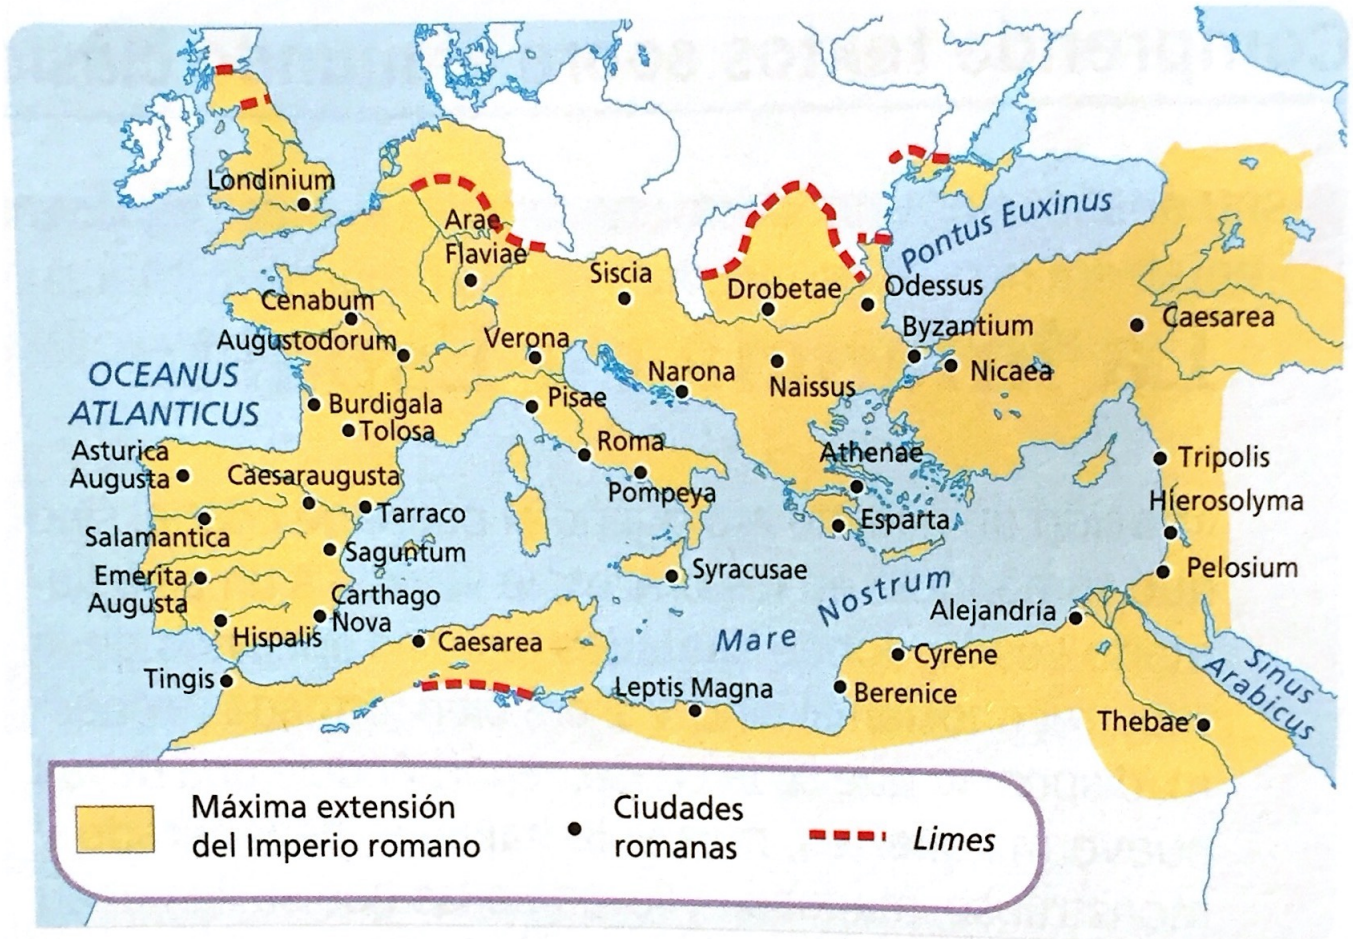 Londinium
Arae
Flaviae
Siscia
Pontus Euxinus
Drobetae
Odessus
Cenabum
Augustodorum
Verona
Byzantium
Caesarea
OCEANUS
ATLANTICUS
Narona
Naissus
Nicaea
Burdigala
Pisae
Tolosa
Roma
Asturica
Augusta
Caesaraugusta
Athenae
Tripolis
Pompeya
Hierosolyma
Tarraco
Esparta
Salamantica
Saguntum
Syracusae
Pelosium
Emerita
Augusta
Carthago
Nova
Mare Nostrum
Alejandría
Hispalis
Caesarea
Cyrene
Tingis
Leptis Magna
Berenice
Sinus
Arabicus
Thebae
Máxima extensión
del Imperio romano
Ciudades
romanas
Limes